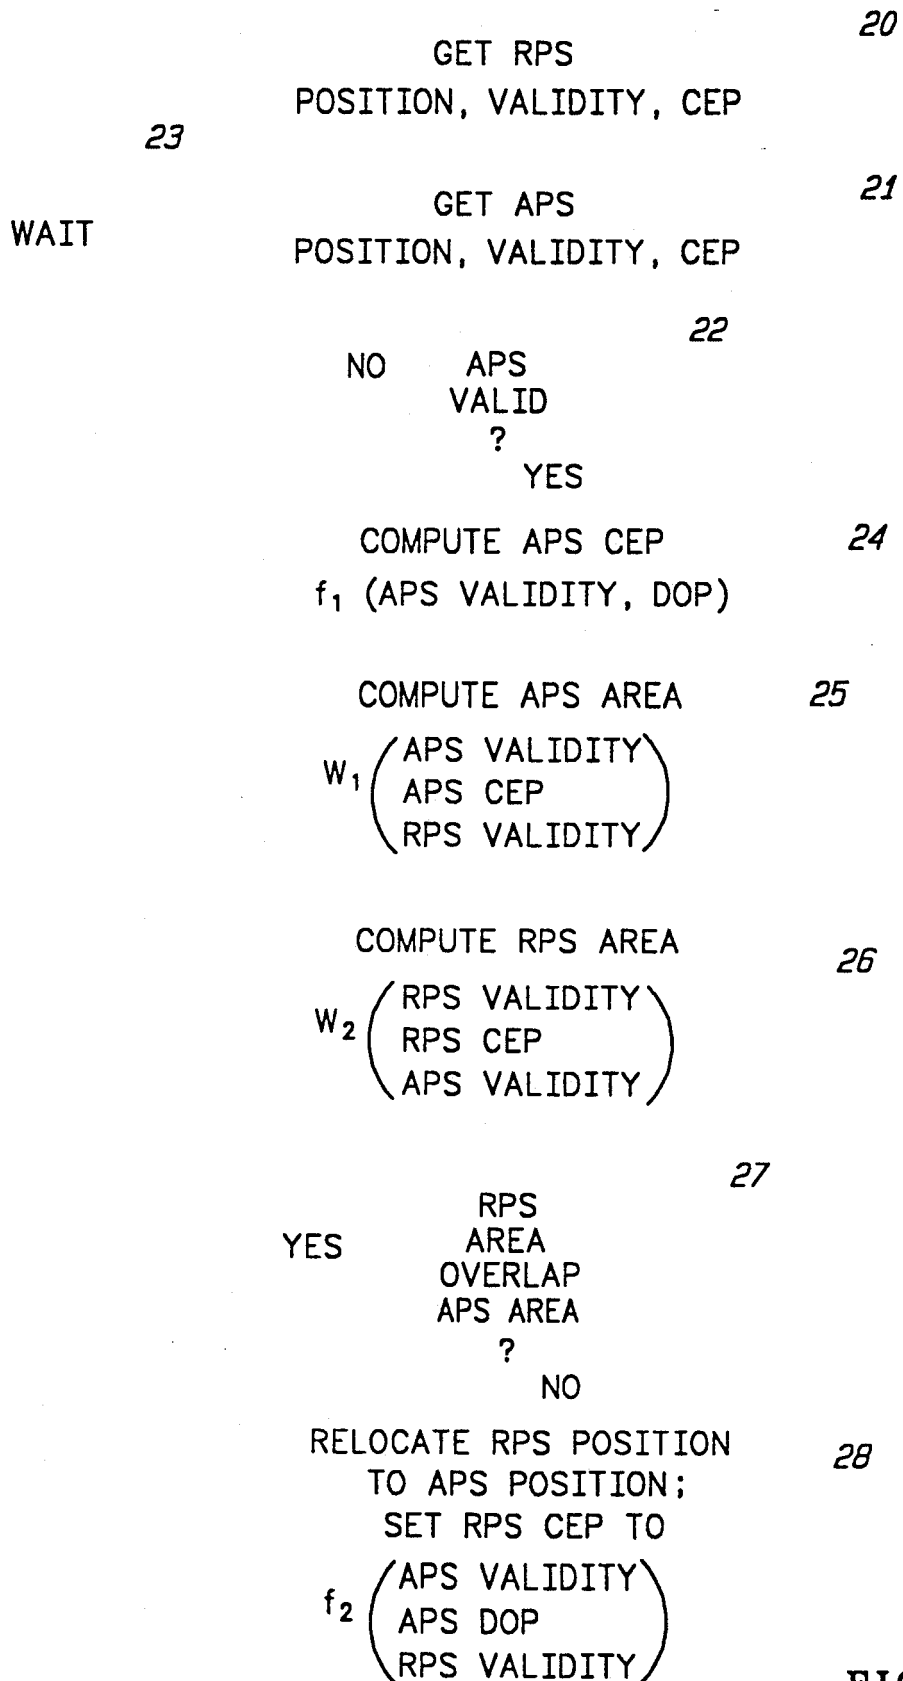 20
GET RPS
POSITION, VALIDITY, CEP
23
21
GET APS
WAIT
POSITION, VALIDITY, CEP
22
NO APS
VALID
?
YES
COMPUTE APS CEP 24
f₁ (APS VALIDITY, DOP)
COMPUTE APS AREA 25
W₁ (APS VALIDITY
APS CEP
RPS VALIDITY)
COMPUTE RPS AREA
26
W₂ (RPS VALIDITY
RPS CEP
APS VALIDITY)
27
RPS
YES AREA
OVERLAP
APS AREA
?
NO
RELOCATE RPS POSITION 28
TO APS POSITION;
SET RPS CEP TO
f₂ (APS VALIDITY
APS DOP
RPS VALIDITY)